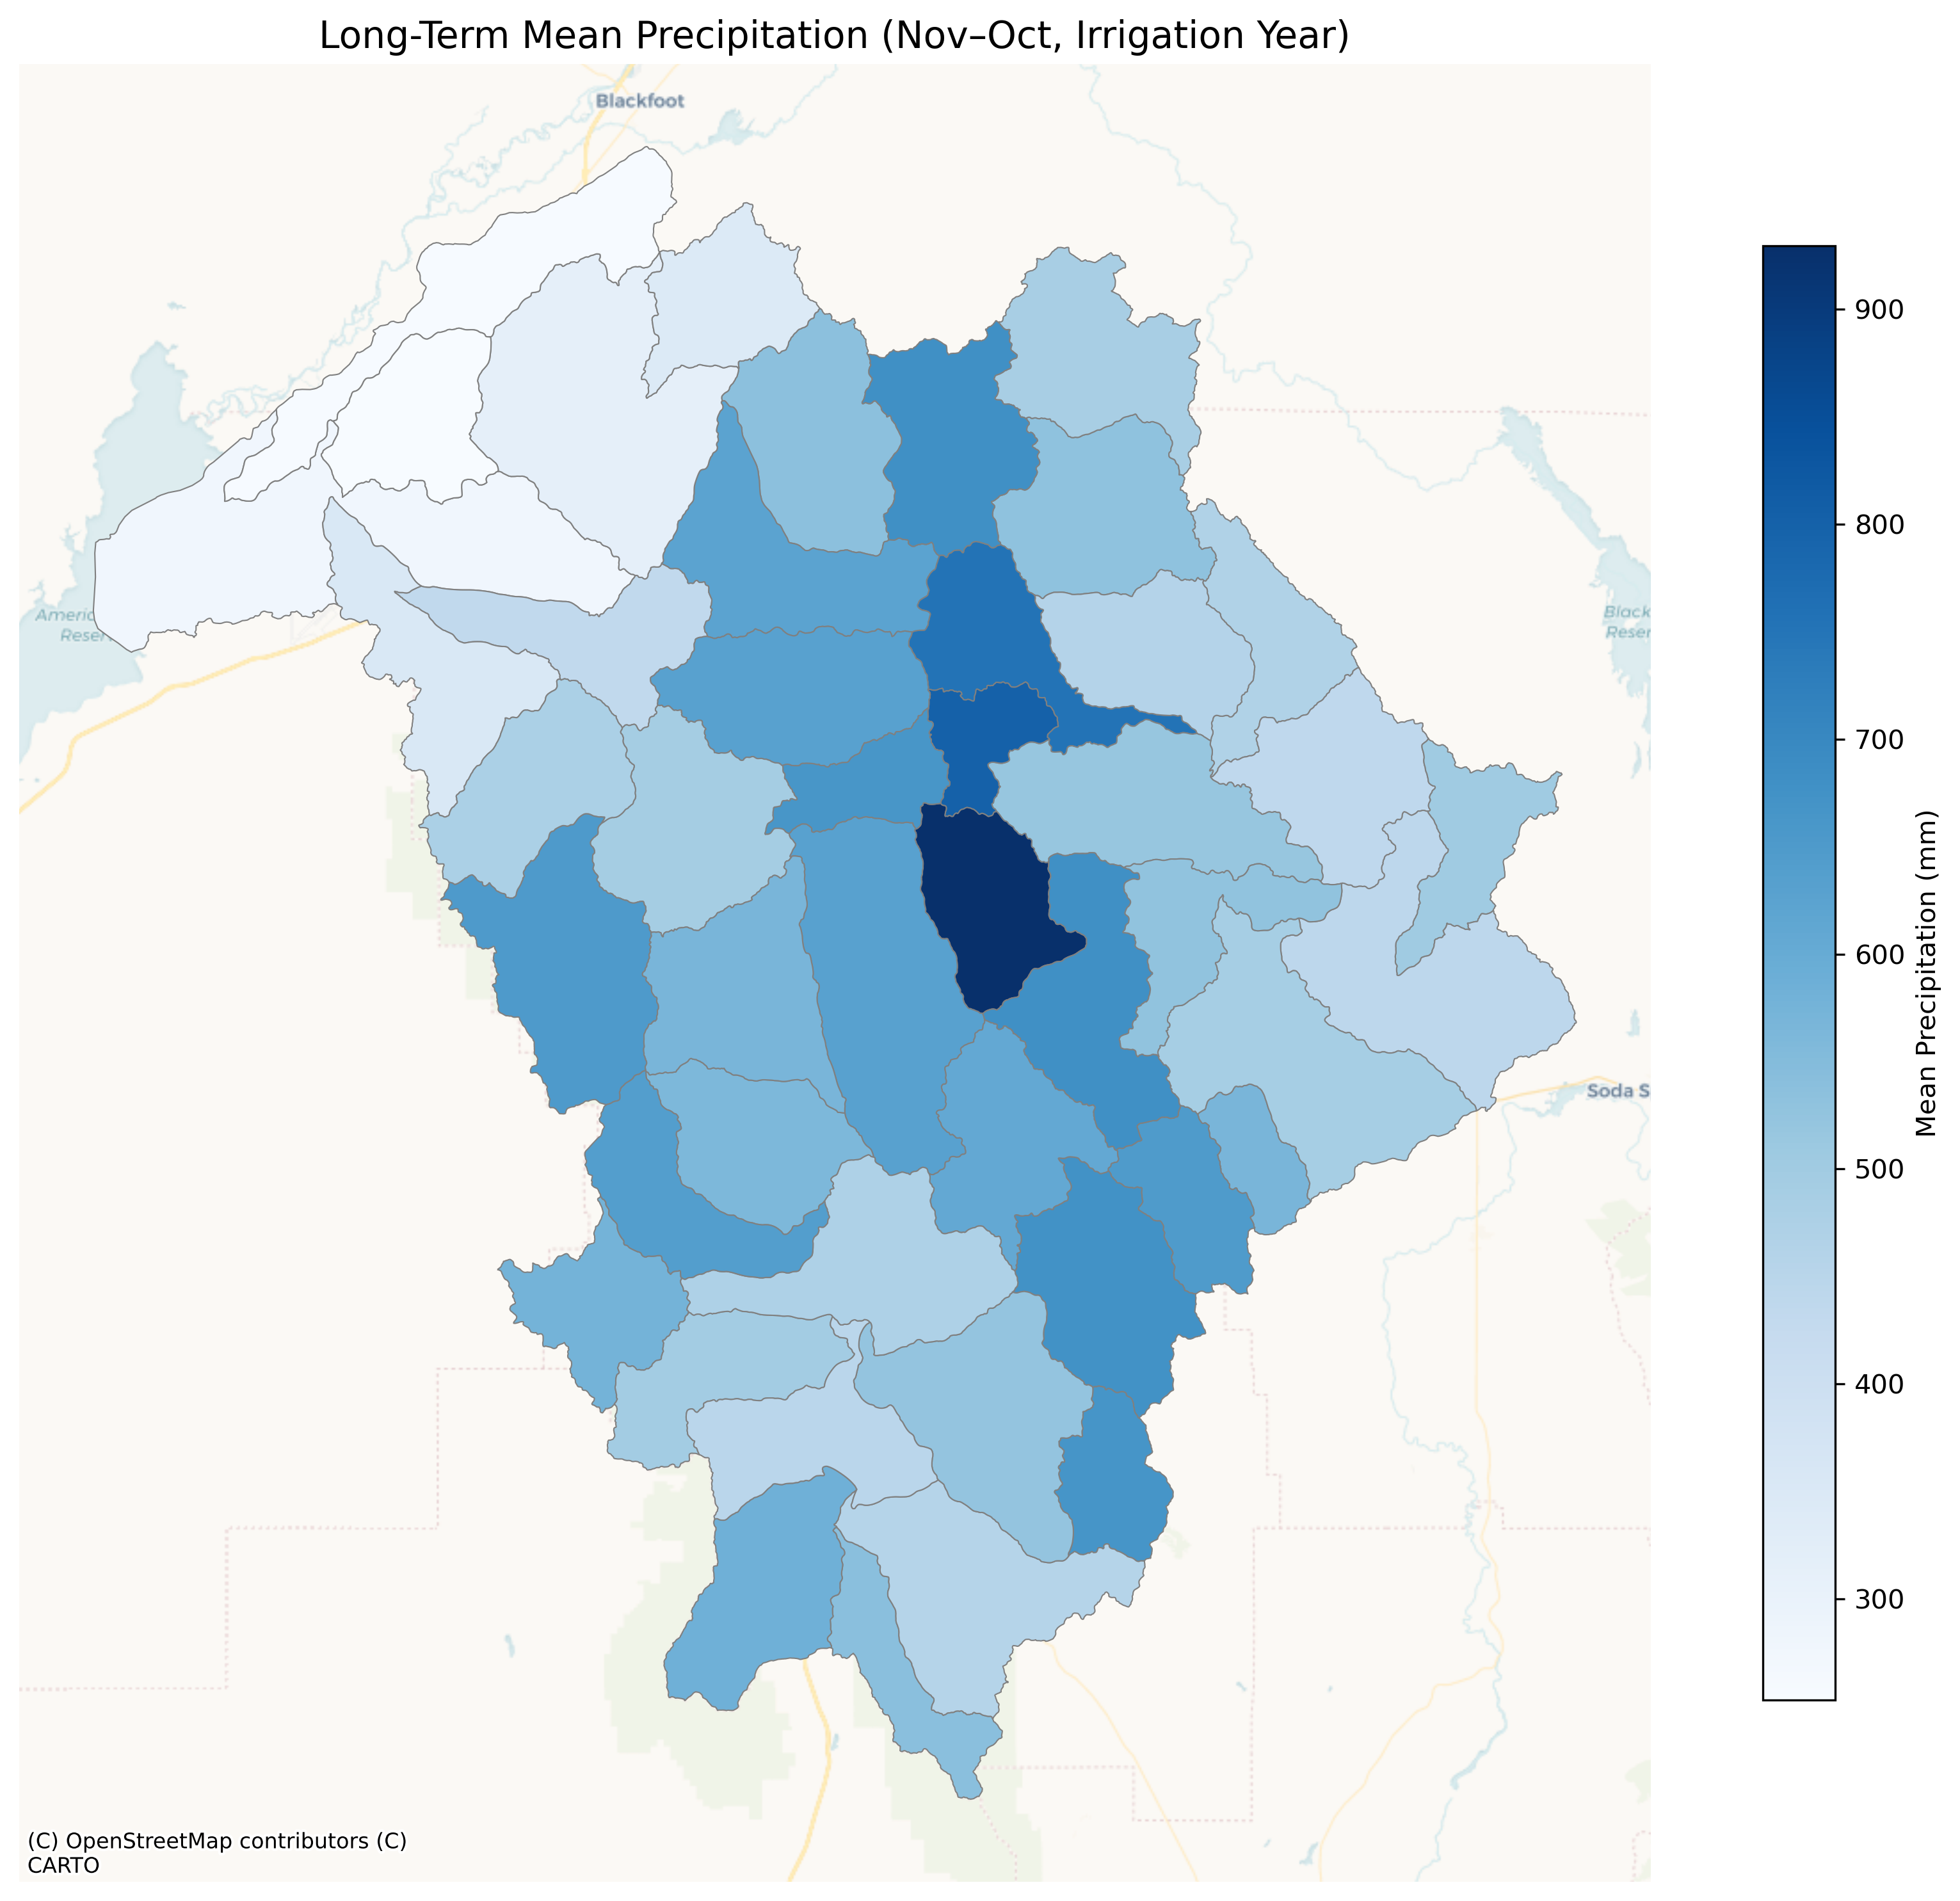 Long-Term Mean Precipitation (Nov–Oct, Irrigation Year)
Blackfoot
Americ
Reser
Black
Reser
Soda S
900
800
700
600
500
400
300
Mean Precipitation (mm)
(C) OpenStreetMap contributors (C)
CARTO